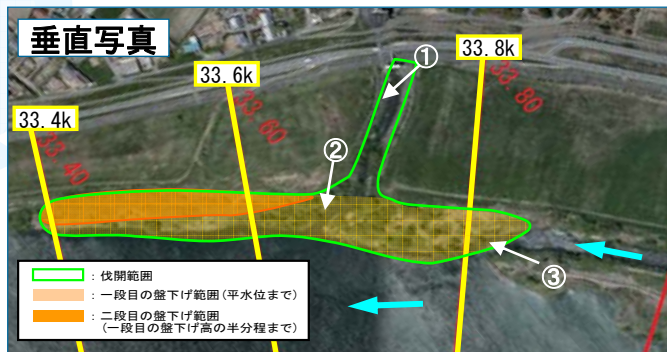 垂直写真
33.4k
33.6k
33.8k
33.40
33.60
33.80
①
②
③
：伐開範囲
：一段目の盤下げ範囲(平水位まで)
：二段目の盤下げ範囲
(一段目の盤下げ高の半分程まで)